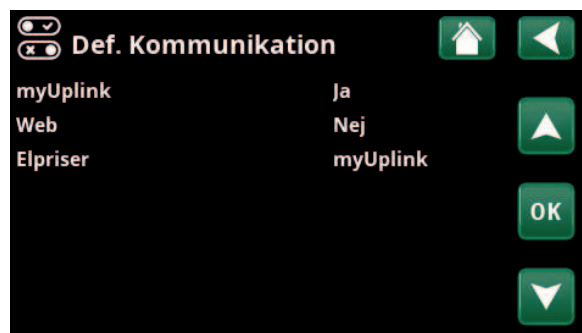 Def. Kommunikation
myUplink Ja
Web Nej
Elpriser myUplink
OK